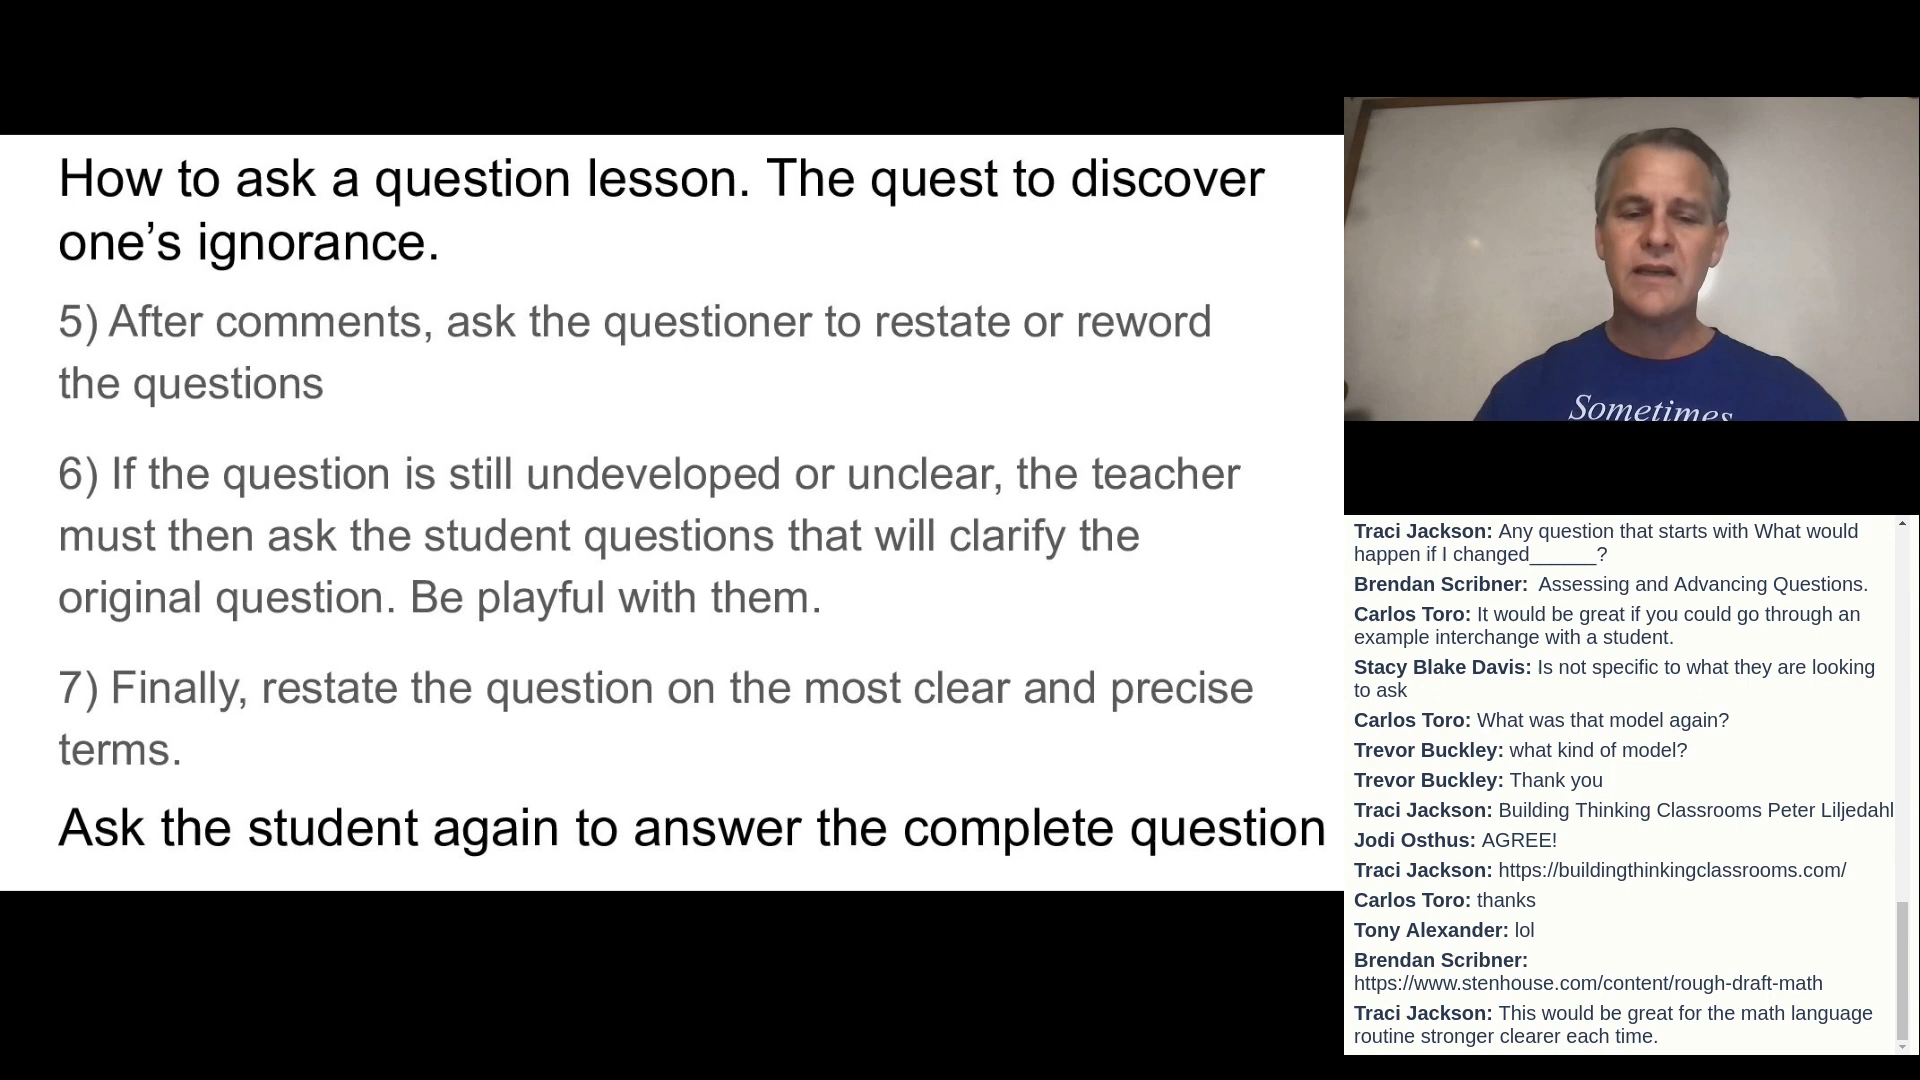 How to ask a question lesson. The quest to discover
one’s ignorance.
5) After comments, ask the questioner to restate or reword
the questions
6) If the question is still undeveloped or unclear, the teacher
must then ask the student questions that will clarify the
original question. Be playful with them.
7) Finally, restate the question on the most clear and precise
terms.
Ask the student again to answer the complete question
Sometimes
Traci Jackson: Any question that starts with What would
happen if I changed______?
Brendan Scribner:  Assessing and Advancing Questions.
Carlos Toro: It would be great if you could go through an
example interchange with a student.
Stacy Blake Davis: Is not specific to what they are looking
to ask
Carlos Toro: What was that model again?
Trevor Buckley: what kind of model?
Trevor Buckley: Thank you
Traci Jackson: Building Thinking Classrooms Peter Liljedahl
Jodi Osthus: AGREE!
Traci Jackson: https://buildingthinkingclassrooms.com/
Carlos Toro: thanks
Tony Alexander: lol
Brendan Scribner:
https://www.stenhouse.com/content/rough-draft-math
Traci Jackson: This would be great for the math language
routine stronger clearer each time.